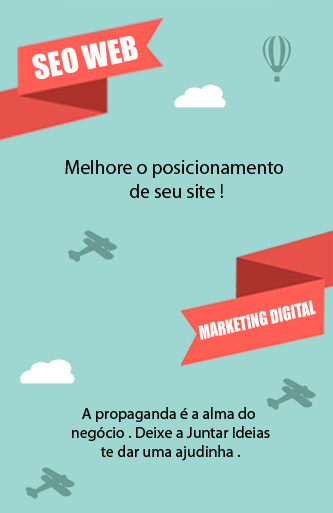 SEO WEB
Melhore o posicionamento
de seu site !
MARKETING DIGITAL
A propaganda é a alma do
negócio . Deixe a Juntar Ideias
te dar uma ajudinha .